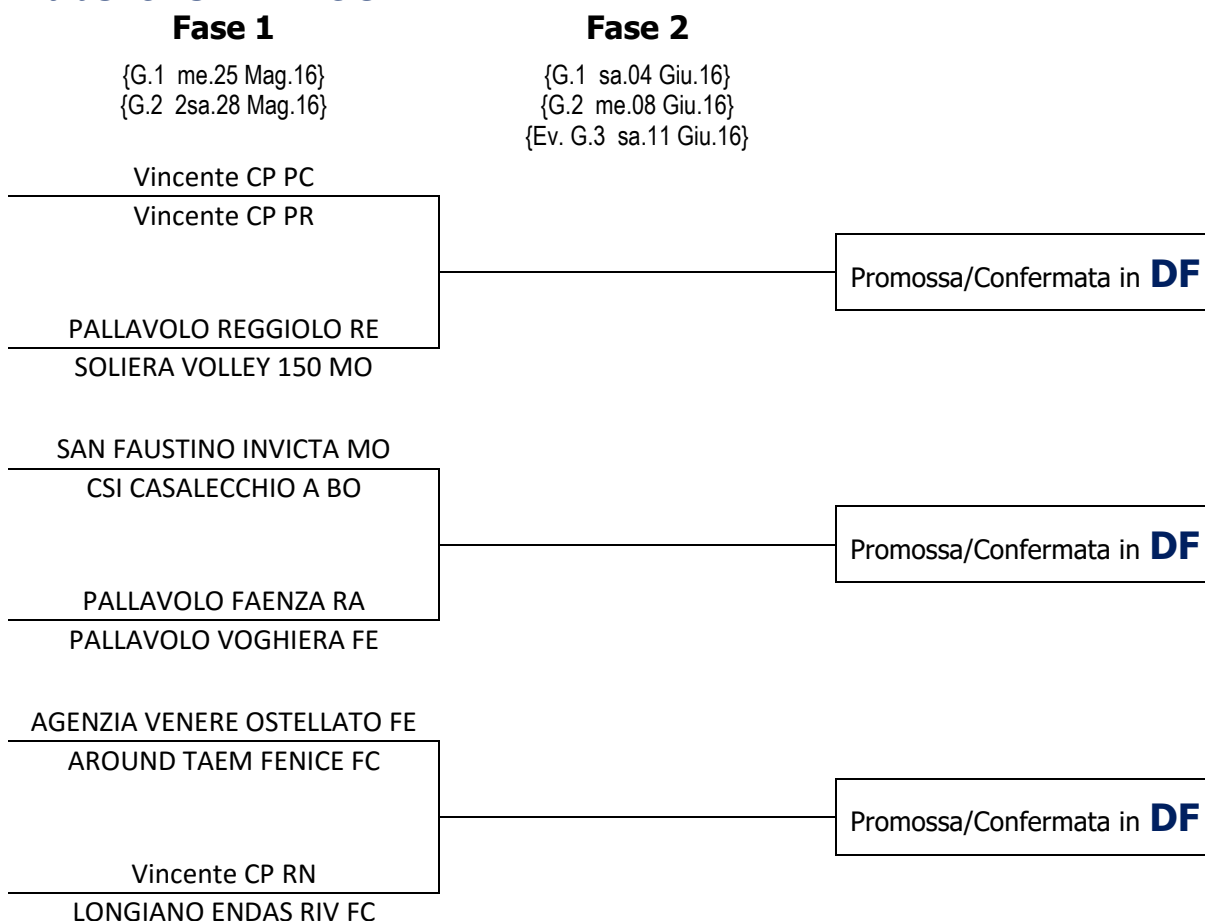 Fase 1
Fase 2
{G.1 me.25 Mag.16}
{G.2 2sa.28 Mag.16}
{G.1 sa.04 Giu.16}
{G.2 me.08 Giu.16}
{Ev. G.3 sa.11 Giu.16}
Vincente CP PC
Vincente CP PR
Promossa/Confermata in DF
PALLAVOLO REGGIOLO RE
SOLIERA VOLLEY 150 MO
SAN FAUSTINO INVICTA MO
CSI CASALECCHIO A BO
Promossa/Confermata in DF
PALLAVOLO FAENZA RA
PALLAVOLO VOGHIERA FE
AGENZIA VENERE OSTELLATO FE
AROUND TAEM FENICE FC
Promossa/Confermata in DF
Vincente CP RN
LONGIANO ENDAS RIV FC